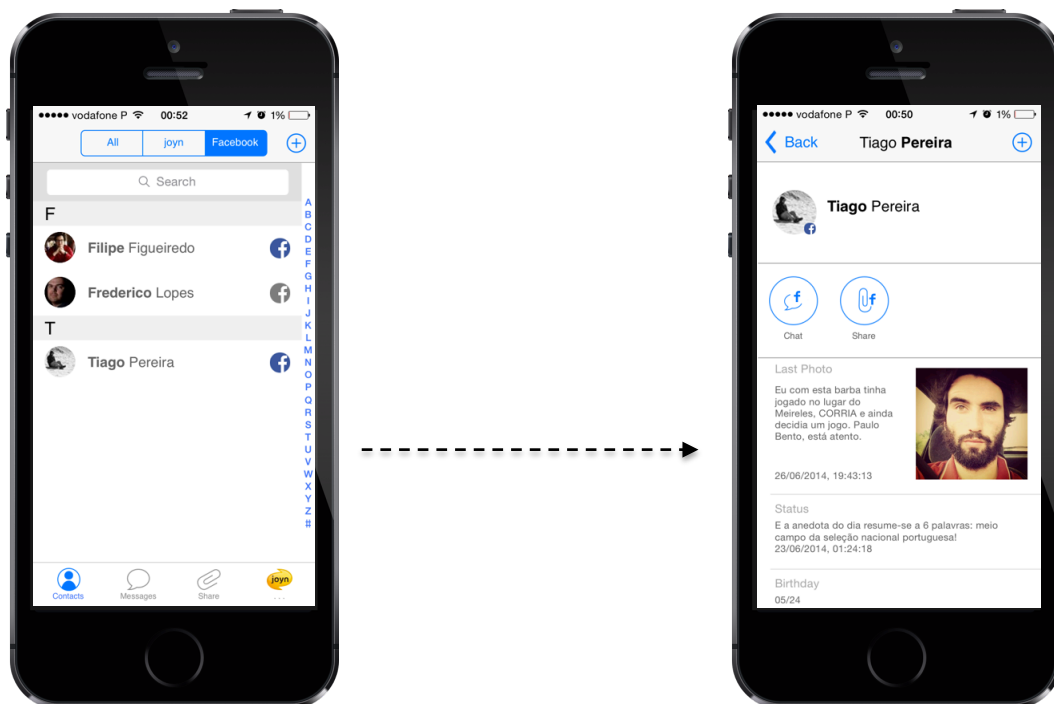 vodafone P 00:52 1%
All joyn Facebook
Search
F
Filipe Figueiredo
Frederico Lopes
T
Tiago Pereira
A
B
C
D
E
F
G
H
I
J
K
L
M
N
O
P
Q
R
S
T
U
V
W
X
Y
Z
#
joyn
Contacts Messages Share ...
vodafone P 00:50 1%
Back Tiago Pereira
Tiago Pereira
Chat Share
Last Photo
Eu com esta barba tinha
jogado no lugar do
Meireles, CORRIA e ainda
decidia um jogo. Paulo
Bento, está atento.
26/06/2014, 19:43:13
Status
E a anedota do dia resume-se a 6 palavras: meio
campo da seleção nacional portuguesa!
23/06/2014, 01:24:18
Birthday
05/24